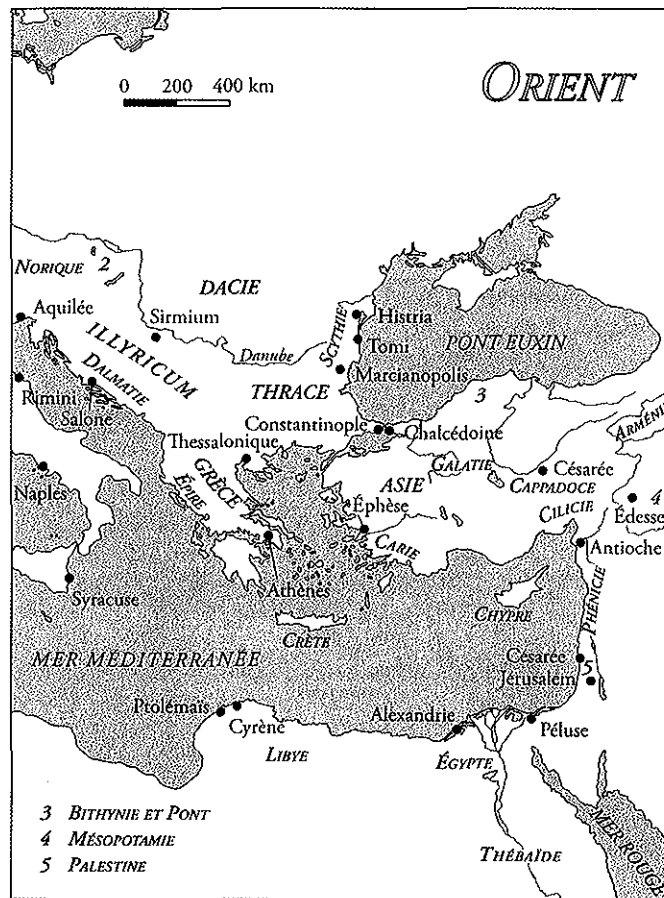 ORIENT
0 200 400 km
NORIQUE
2
DACIE
Aquilée
Sirmium
ILLYRICUM
DALMATIE
Danube
SCYTHIE
Histria
Tomi
PONT EUXIN
Marcianopolis
Rimini
Salone
THRACE
3
Constantinople
Chalcédoine
ARMÉNIE
Thessalonique
GALATIE
Césarée
Naples
GRÈCE
ÉPIRE
ASIE
CAPPADOCE
4
Éphèse
CILICIE
Édesse
CARIE
Antioche
Syracuse
Athènes
CHYPRE
PHÉNICIE
CRÈTE
MER MÉDITERRANÉE
Césarée
5
Jérusalem
Ptolémaïs
Cyrène
Alexandrie
Péluse
LIBYE
ÉGYPTE
3 BITHYNIE ET PONT
4 MÉSOPOTAMIE
5 PALESTINE
THÉBAÏDE
MER ROUGE